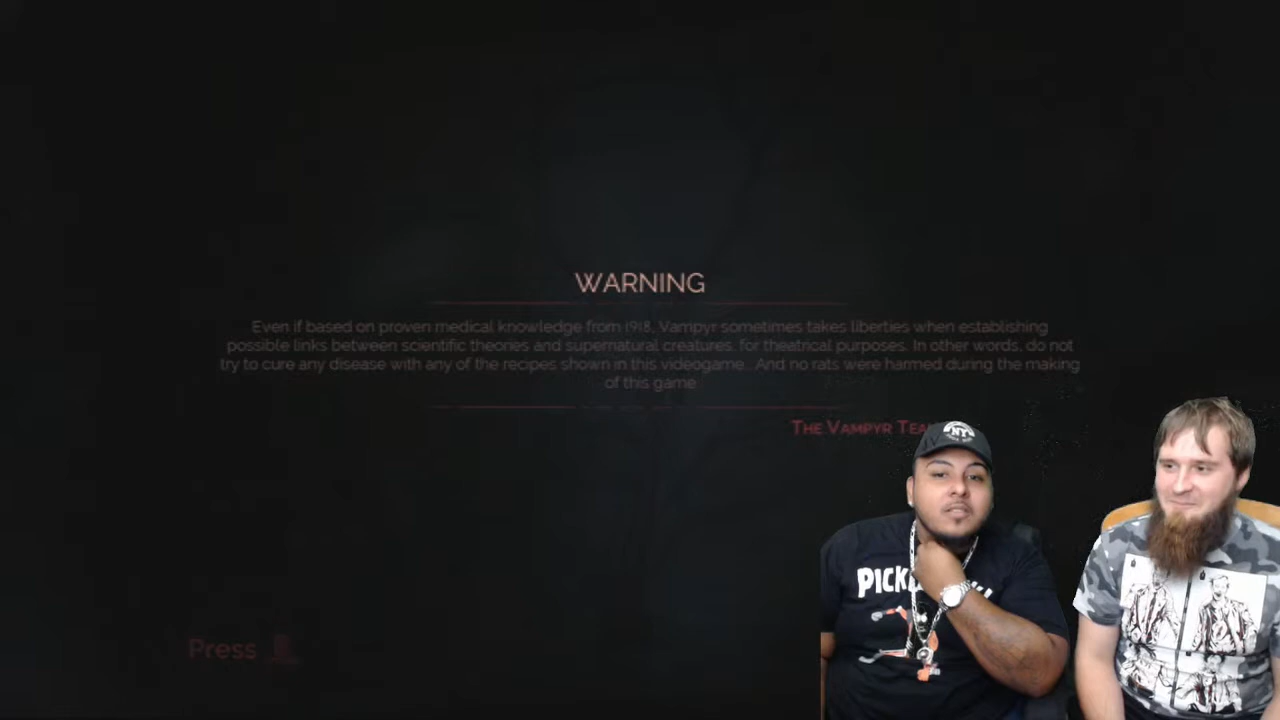 WARNING
Even if based on proven medical knowledge from 1918, Vampyr sometimes takes liberties when establishing
possible links between scientific theories and supernatural creatures, for theatrical purposes. In other words, do not
try to cure any disease with any of the recipes shown in this videogame. And no rats were harmed during the making
of this game
THE VAMPYR
NY
Press